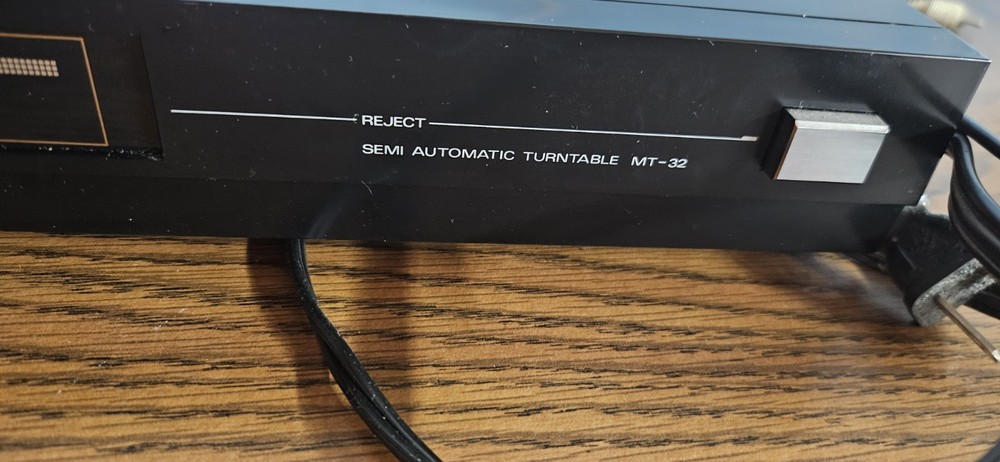 REJECT
SEMI AUTOMATIC TURNTABLE MT-32